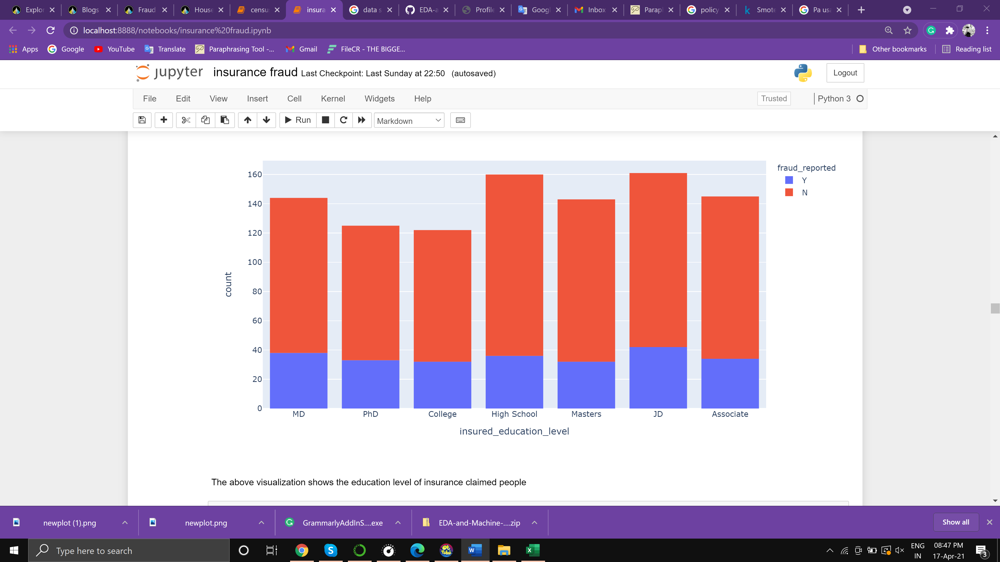 Explor Blogs Fraud House censu insura data s EDA-a Profile Googl Inbox Parap policy Smote Pa usa
localhost:8888/notebooks/insurance%20fraud.ipynb
Apps Google YouTube Translate Paraphrasing Tool -... Gmail FileCR - THE BIGGE... Other bookmarks Reading list
jupyter insurance fraud Last Checkpoint: Last Sunday at 22:50 (autosaved) Logout
File Edit View Insert Cell Kernel Widgets Help Trusted Python 3
Run Markdown
fraud_reported
Y
N
160
140
120
100
80
60
40
20
0
count
MD PhD College High School Masters JD Associate
insured_education_level
The above visualization shows the education level of insurance claimed people
newplot (1).png newplot.png GrammarlyAddInS....exe EDA-and-Machine-....zip Show all
Type here to search
ENG
IN
08:47 PM
17-Apr-21
3